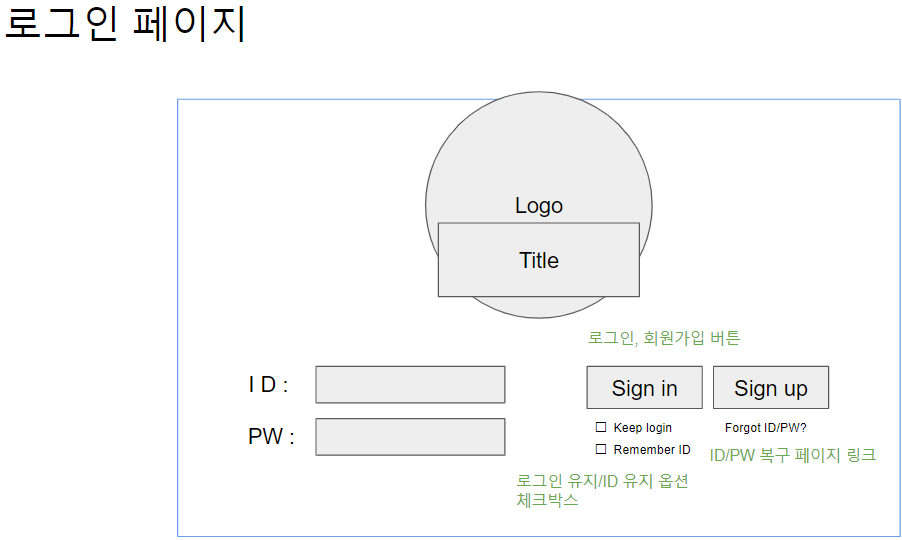 로그인 페이지
Logo
Title
로그인, 회원가입 버튼
I D :
Sign in
Sign up
Keep login
Forgot ID/PW?
PW :
Remember ID
ID/PW 복구 페이지 링크
로그인 유지/ID 유지 옵션
체크박스